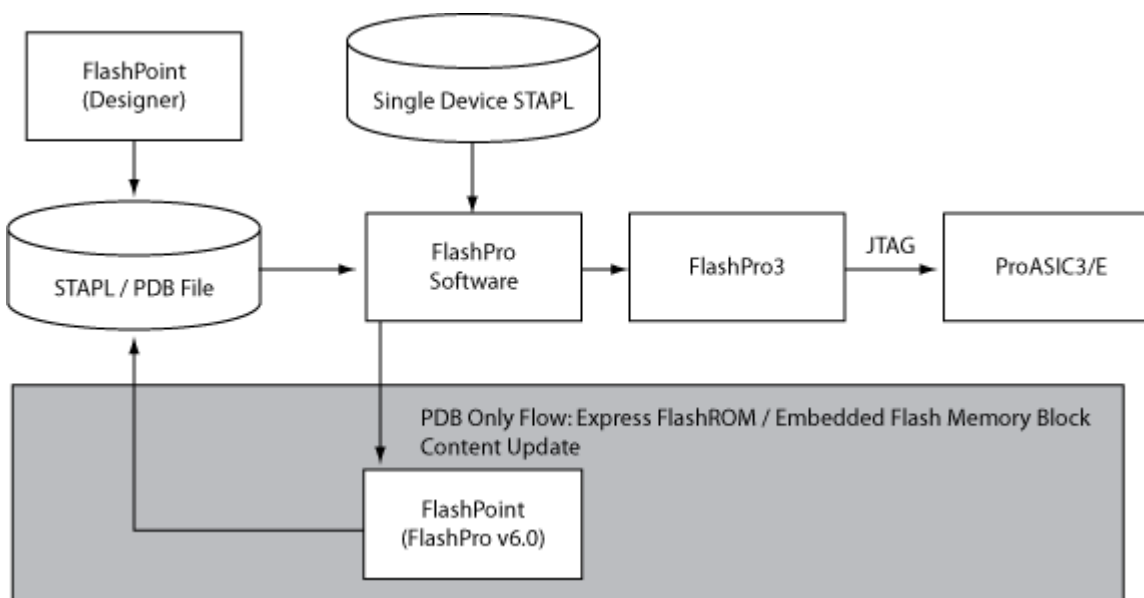 FlashPoint
(Designer)
Single Device STAPL
STAPL / PDB File
FlashPro
Software
FlashPro3
JTAG
ProASIC3/E
PDB Only Flow: Express FlashROM / Embedded Flash Memory Block
Content Update
FlashPoint
(FlashPro v6.0)